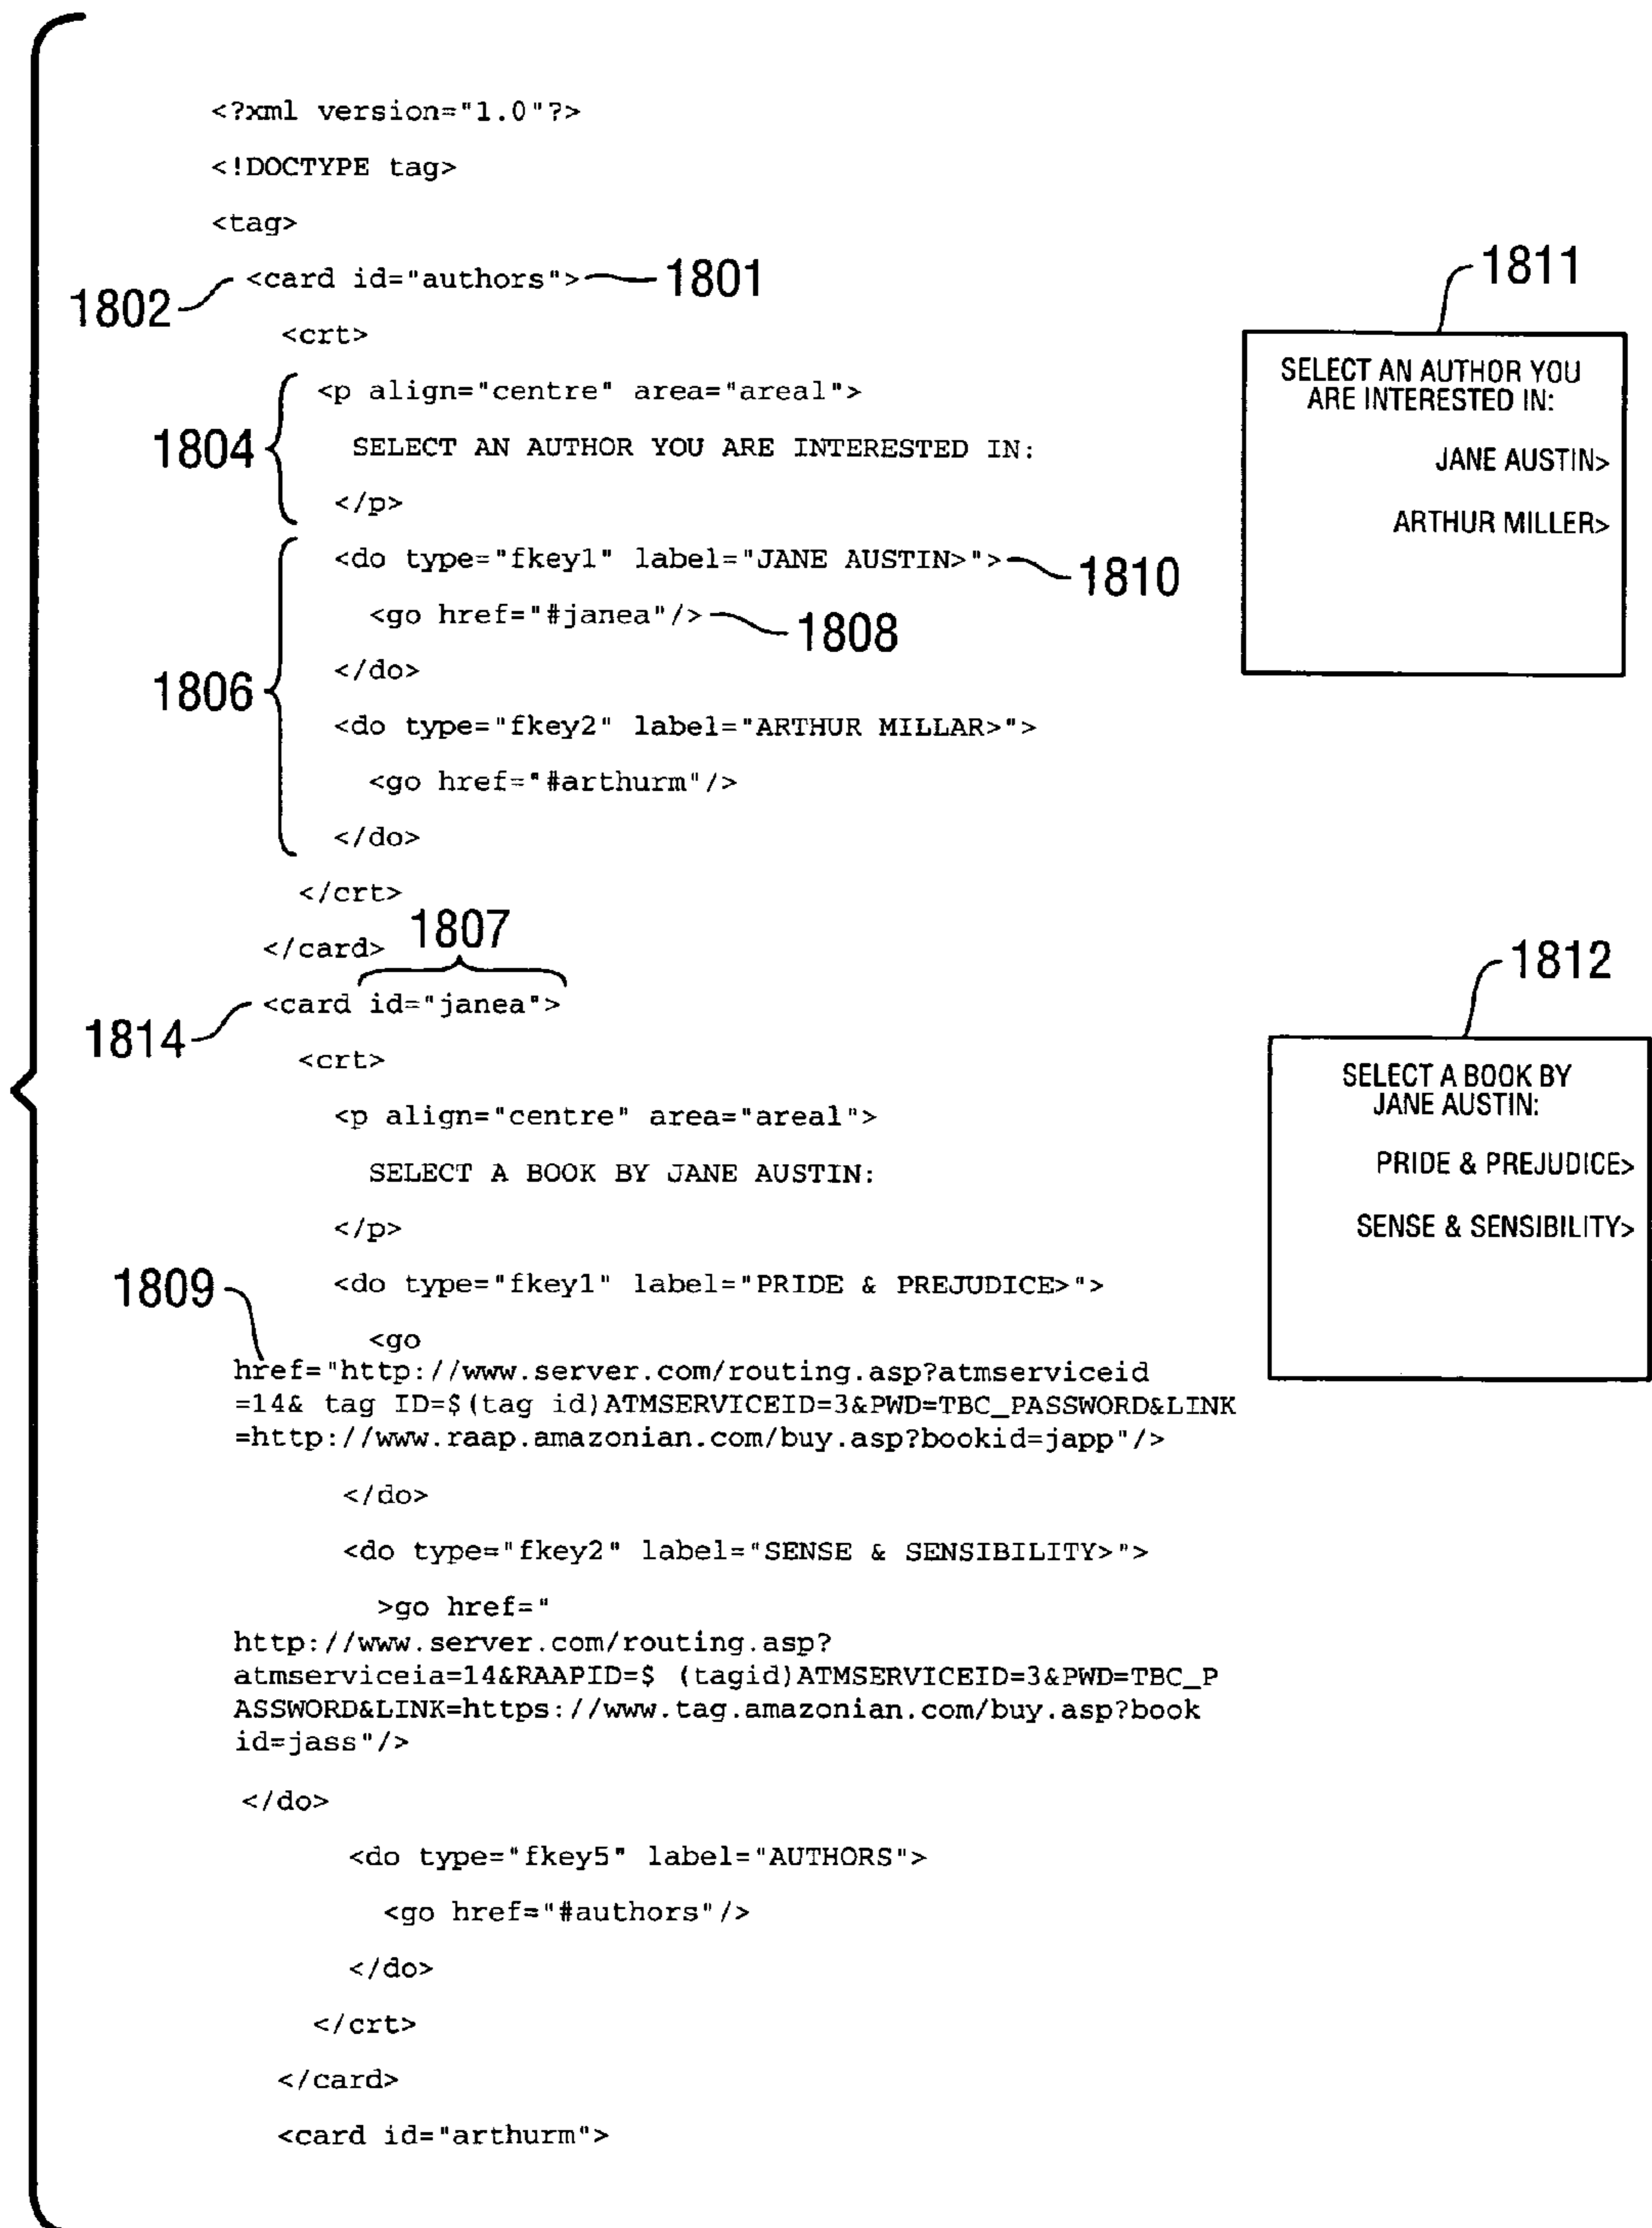 <?xml version="1.0"?>
<!DOCTYPE tag>
<tag>
1802
<card id="authors">
1801
<crt>
1804
<p align="centre" area="area1">
SELECT AN AUTHOR YOU ARE INTERESTED IN:
</p>
1806
<do type="fkey1" label="JANE AUSTIN>">
1810
<go href="#janea"/>
1808
</do>
<do type="fkey2" label="ARTHUR MILLAR>">
<go href="#arthurm"/>
</do>
</crt>
</card>
1807
1814
<card id="janea">
<crt>
<p align="centre" area="area1">
SELECT A BOOK BY JANE AUSTIN:
</p>
1809
<do type="fkey1" label="PRIDE & PREJUDICE>">
<go
href="http://www.server.com/routing.asp?atmserviceid
=14& tag ID=$(tag id)ATMSERVICEID=3&PWD=TBC_PASSWORD&LINK
=http://www.raap.amazonian.com/buy.asp?bookid=japp"/>
</do>
<do type="fkey2" label="SENSE & SENSIBILITY>">
>go href="
http://www.server.com/routing.asp?
atmserviceia=14&RAAPID=$ (tagid)ATMSERVICEID=3&PWD=TBC_P
ASSWORD&LINK=https://www.tag.amazonian.com/buy.asp?book
id=jass"/>
</do>
<do type="fkey5" label="AUTHORS">
<go href="#authors"/>
</do>
</crt>
</card>
<card id="arthurm">
1811
SELECT AN AUTHOR YOU
ARE INTERESTED IN:
JANE AUSTIN>
ARTHUR MILLER>
1812
SELECT A BOOK BY
JANE AUSTIN:
PRIDE & PREJUDICE>
SENSE & SENSIBILITY>